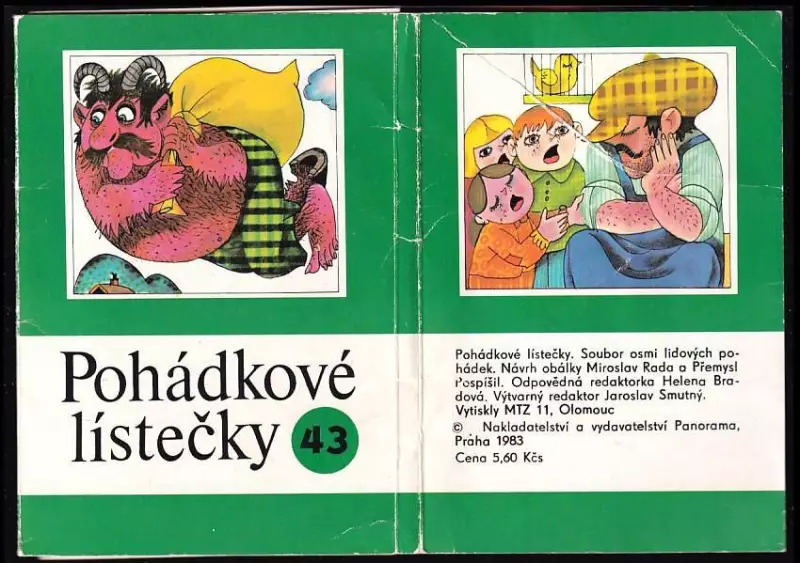 Pohádkové
lístečky 43
Pohádkové lístečky. Soubor osmi lidových po-
hádek. Návrh obálky Miroslav Rada a Přemysl
Pospíšil. Odpovědná redaktorka Helena Bra-
dová. Výtvarný redaktor Jaroslav Smutný.
Vytiskly MTZ 11, Olomouc
© Nakladatelství a vydavatelství Panorama,
Praha 1983
Cena 5,60 Kčs